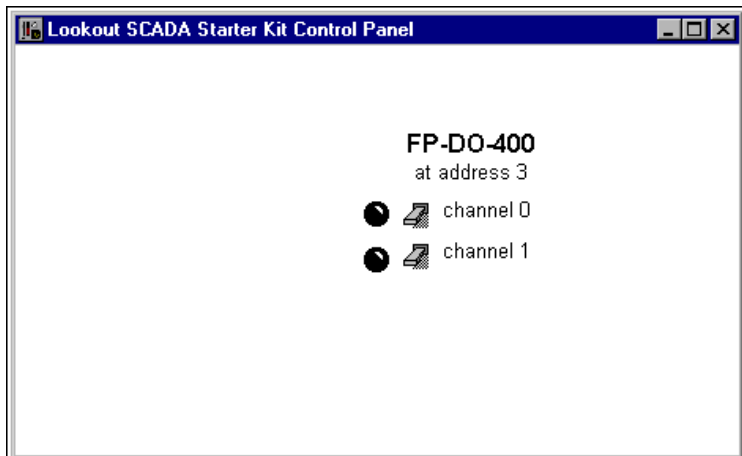 Lookout SCADA Starter Kit Control Panel
FP-DO-400
at address 3
channel 0
channel 1